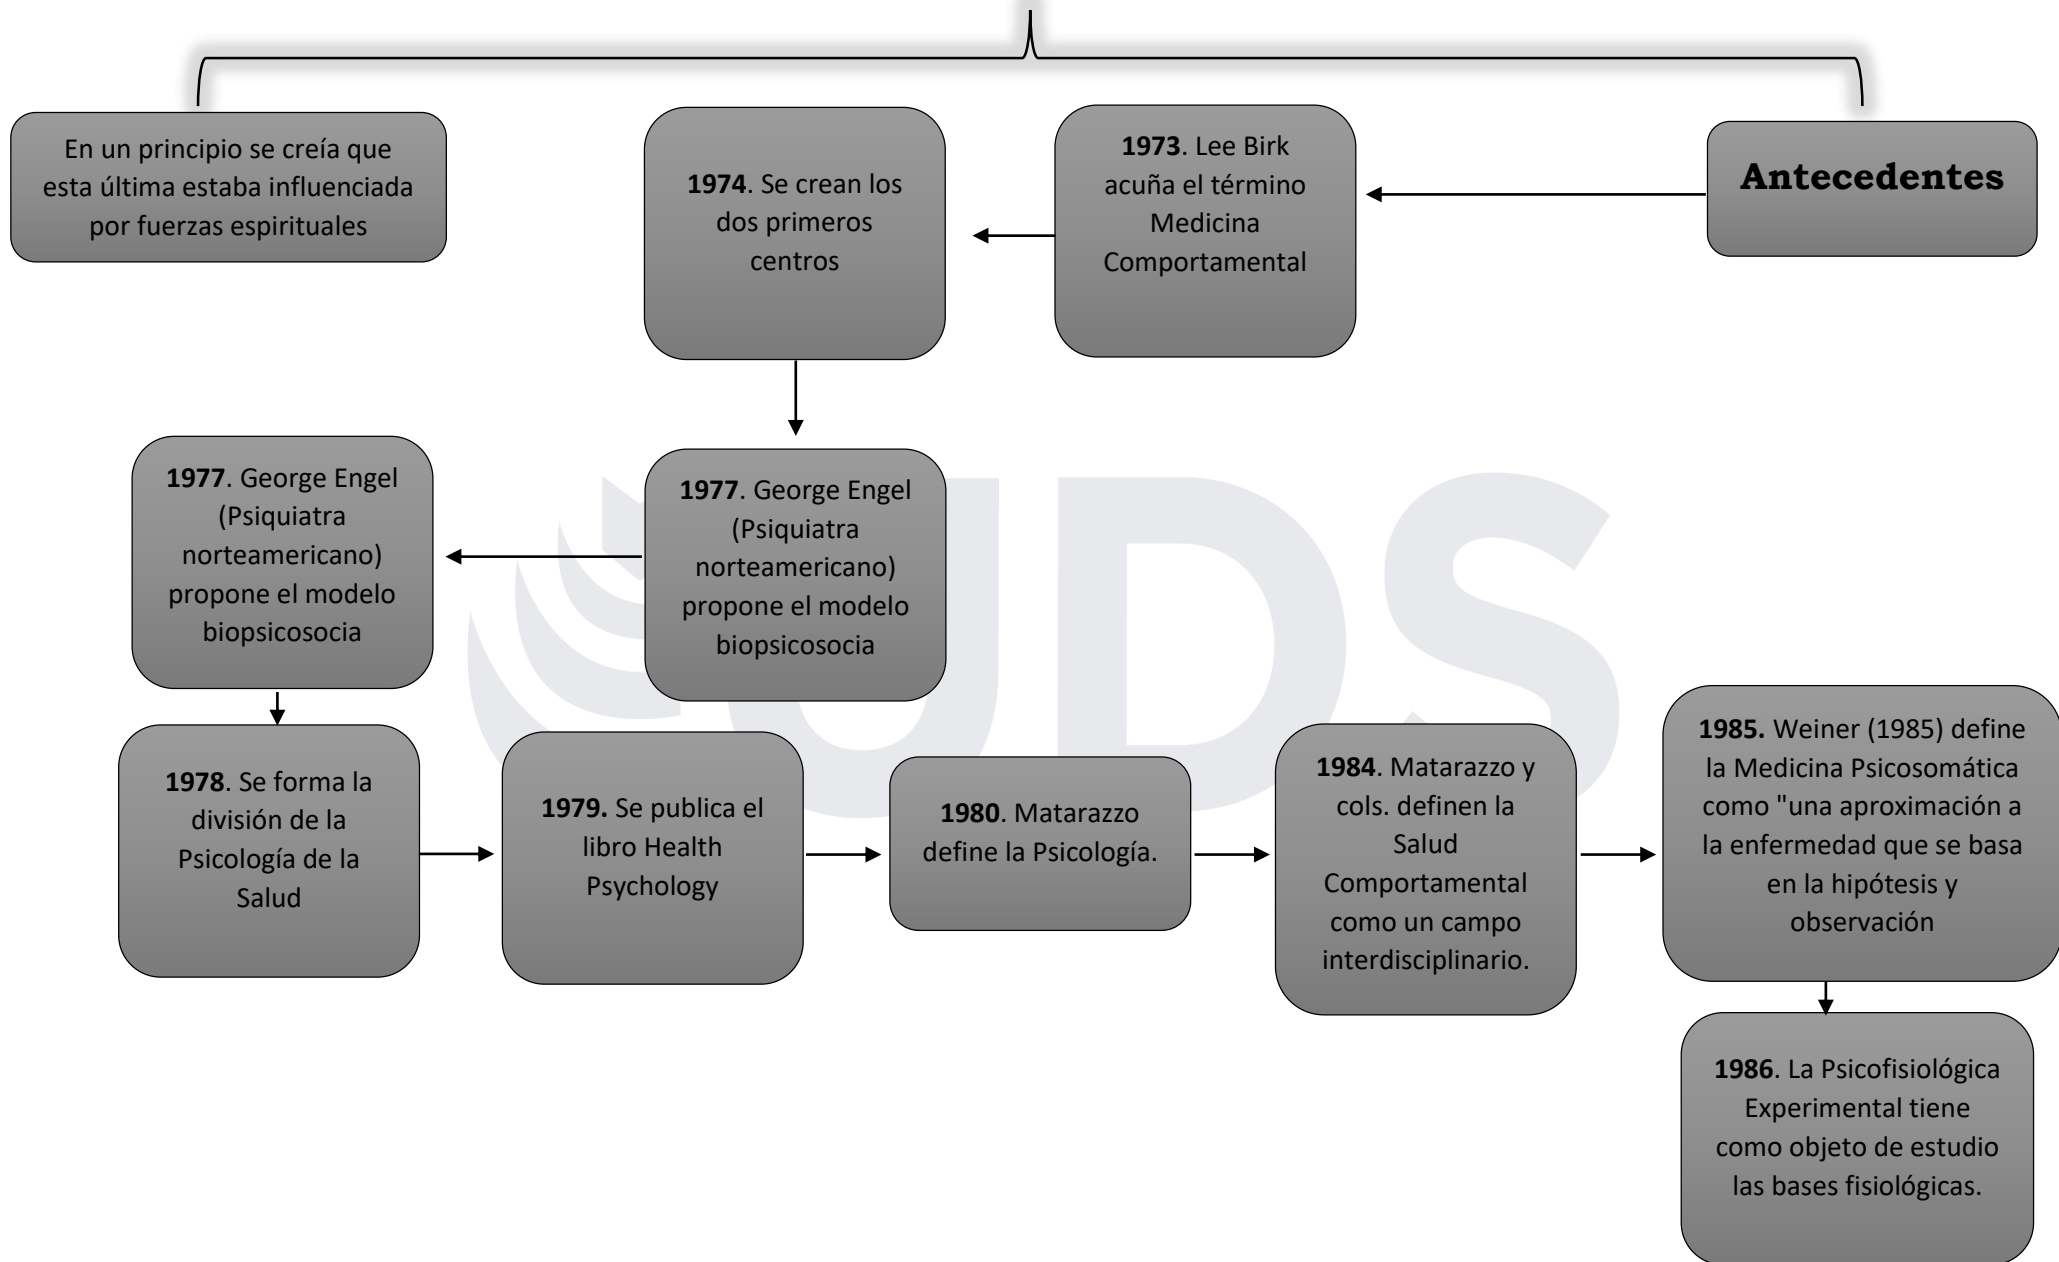 En un principio se creía que
esta última estaba influenciada
por fuerzas espirituales
1974. Se crean los
dos primeros
centros
1973. Lee Birk
acuña el término
Medicina
Comportamental
Antecedentes
1977. George Engel
(Psiquiatra
norteamericano)
propone el modelo
biopsicosocia
1977. George Engel
(Psiquiatra
norteamericano)
propone el modelo
biopsicosocia
UDS
1978. Se forma la
división de la
Psicología de la
Salud
1979. Se publica el
libro Health
Psychology
1980. Matarazzo
define la Psicología.
1984. Matarazzo y
cols. definen la
Salud
Comportamental
como un campo
interdisciplinario.
1985. Weiner (1985) define
la Medicina Psicosomática
como "una aproximación a
la enfermedad que se basa
en la hipótesis y
observación
1986. La Psicofisiológica
Experimental tiene
como objeto de estudio
las bases fisiológicas.